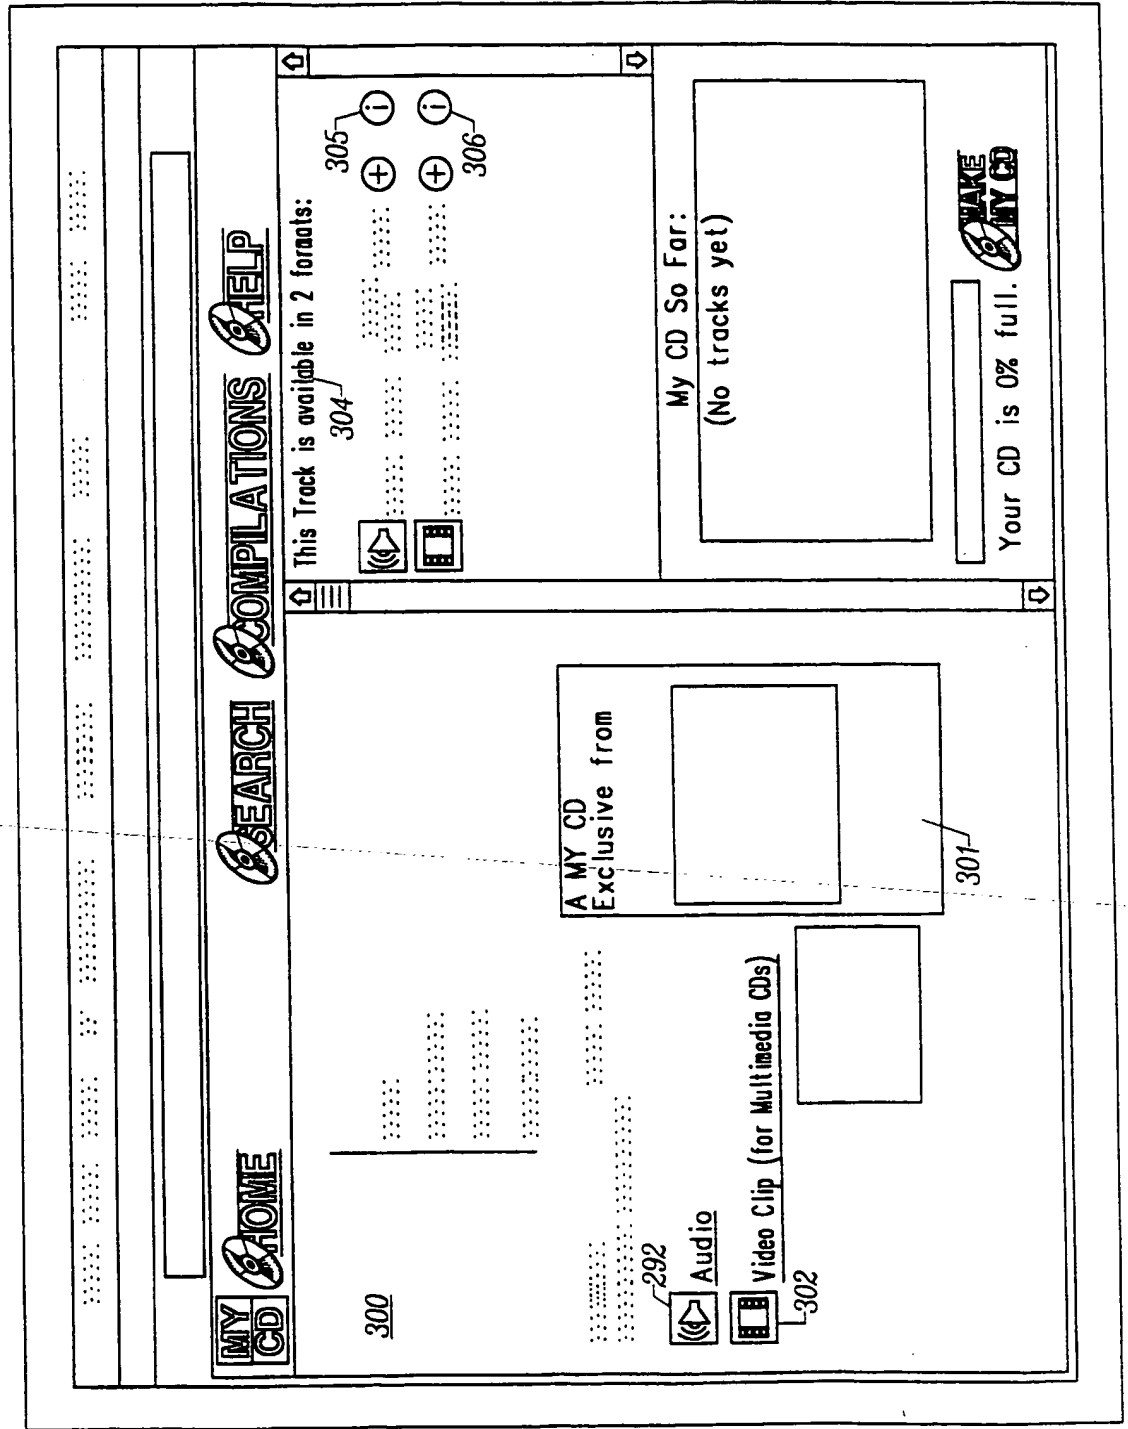 MY CD
HOME
SEARCH
COMPILATIONS
HELP
300
292
Audio
Video Clip (for Multimedia CDs)
302
A MY CD
Exclusive from
301
This Track is available in 2 formats:
304
305
306
My CD So Far:
(No tracks yet)
Your CD is 0% full.
MAKE
MY CD